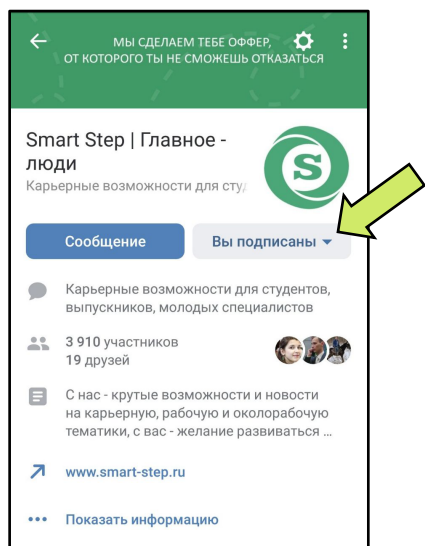 МЫ СДЕЛАЕМ ТЕБЕ ОФФЕР,
ОТ КОТОРОГО ТЫ НЕ СМОЖЕШЬ ОТКАЗАТЬСЯ
Smart Step | Главное -
люди
S
Карьерные возможности для сту
Сообщение
Вы подписаны
Карьерные возможности для студентов,
выпускников, молодых специалистов
3 910 участников
19 друзей
С нас - крутые возможности и новости
на карьерную, рабочую и околорабочую
тематики, с вас - желание развиваться ...
www.smart-step.ru
Показать информацию